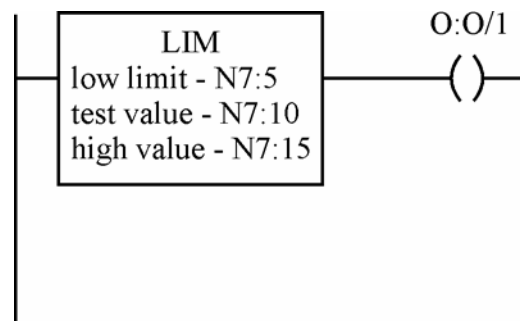 LIM
low limit - N7:5
test value - N7:10
high value - N7:15
O:O/1